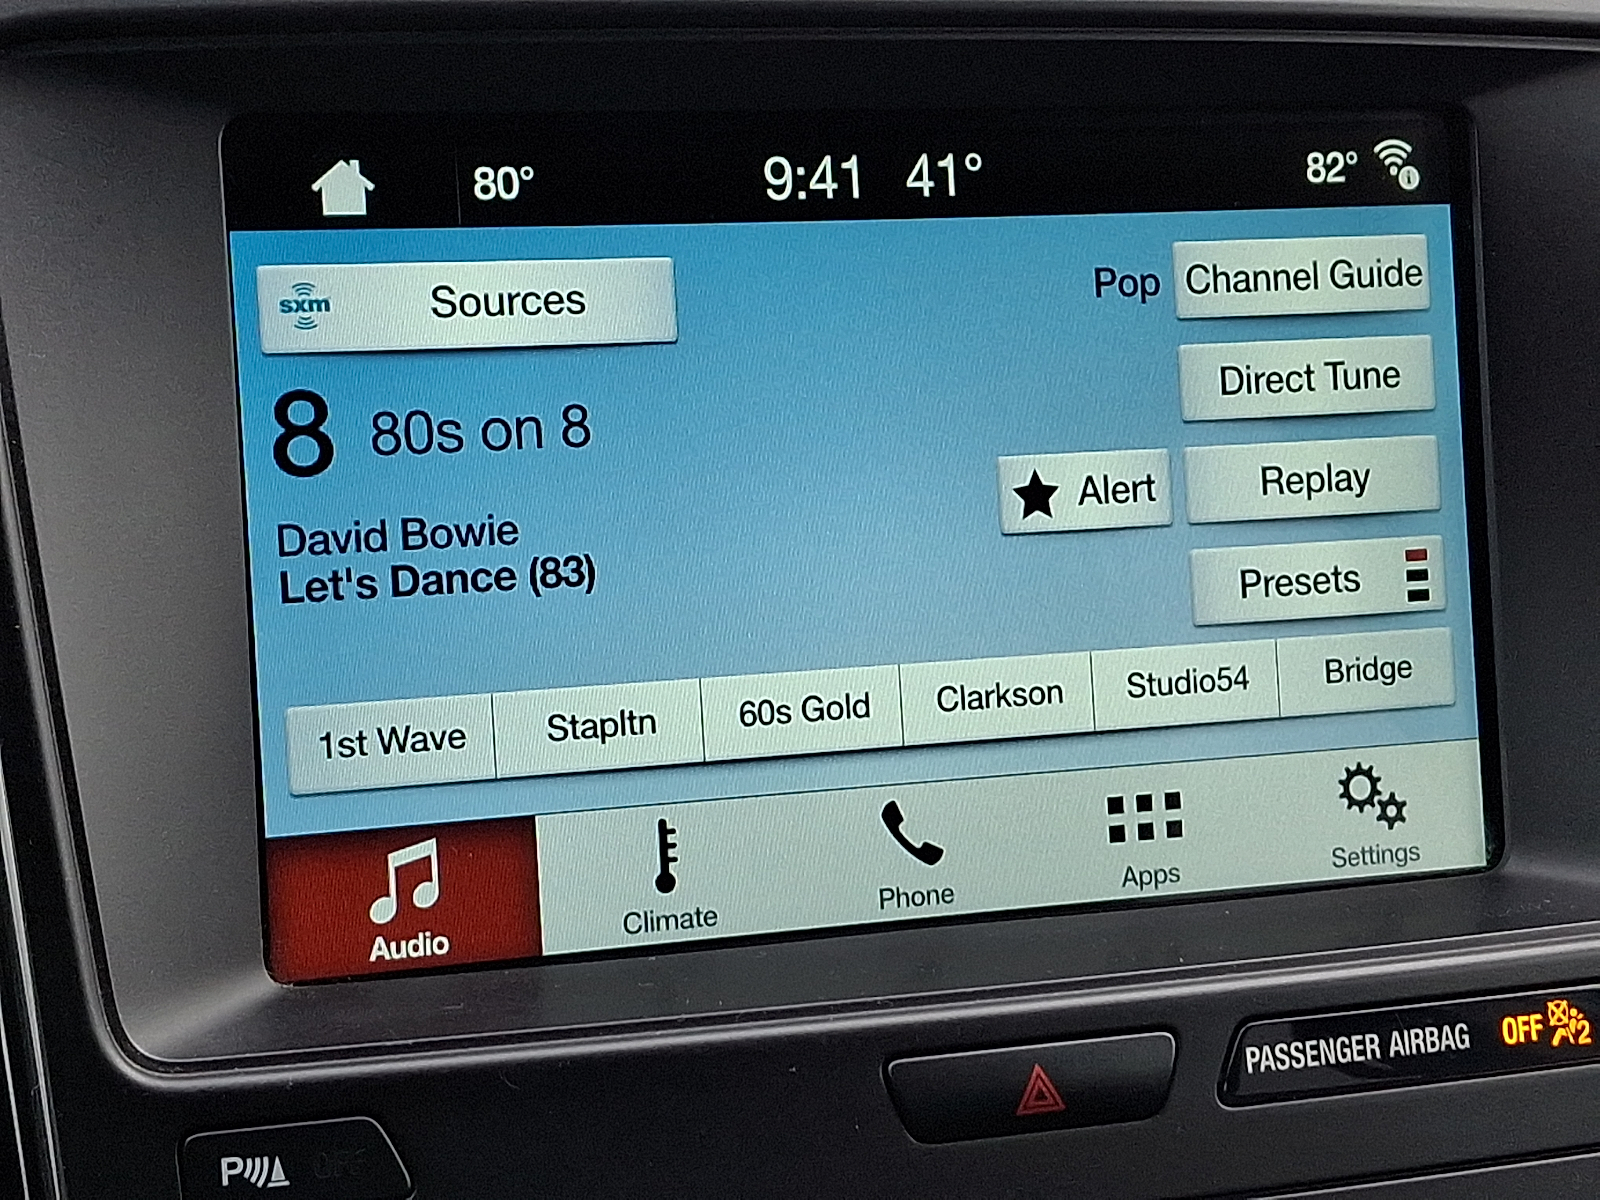 80° 9:41 41° 82°
sxm Sources
Pop Channel Guide
Direct Tune
8 80s on 8
Alert Replay
David Bowie
Let's Dance (83)
Presets
1st Wave Stapltn 60s Gold Clarkson Studio54 Bridge
Audio Climate Phone Apps Settings
PASSENGER AIRBAG OFF 2
P OFF